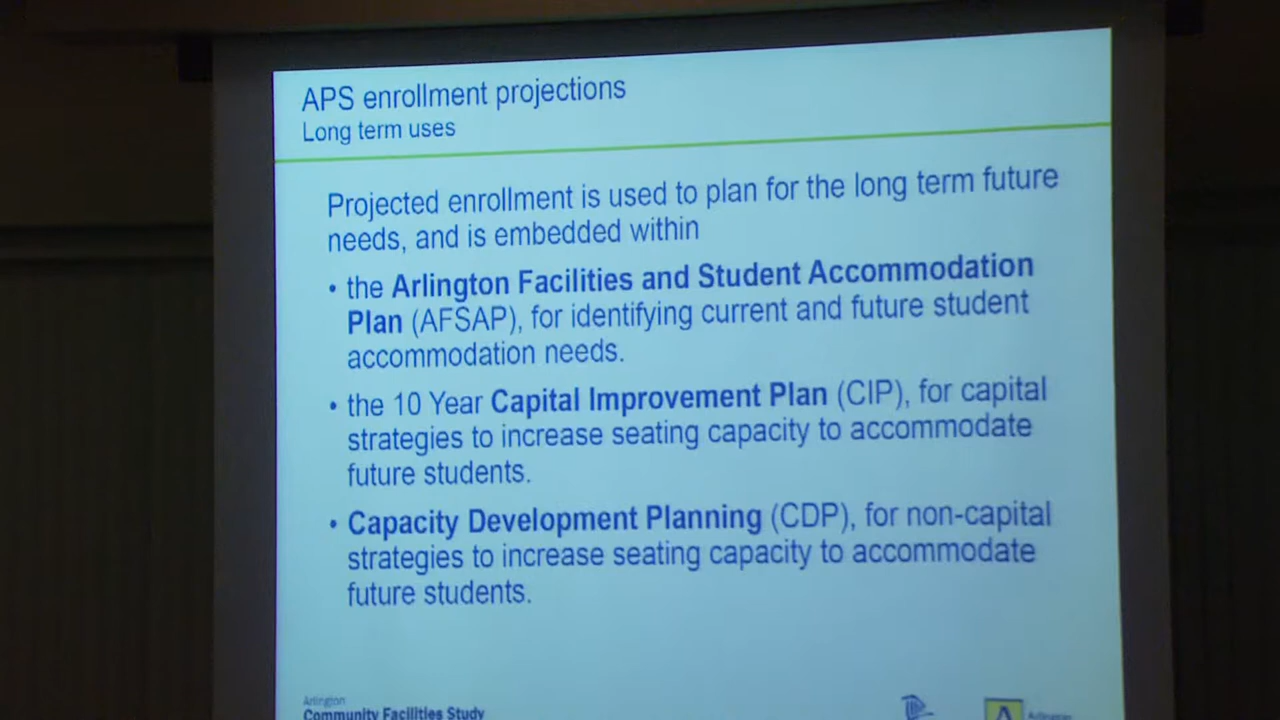 APS enrollment projections
Long term uses
Projected enrollment is used to plan for the long term future
needs, and is embedded within
• the Arlington Facilities and Student Accommodation
Plan (AFSAP), for identifying current and future student
accommodation needs.
• the 10 Year Capital Improvement Plan (CIP), for capital
strategies to increase seating capacity to accommodate
future students.
• Capacity Development Planning (CDP), for non-capital
strategies to increase seating capacity to accommodate
future students.
Arlington
Community Facilities Study
Arlington